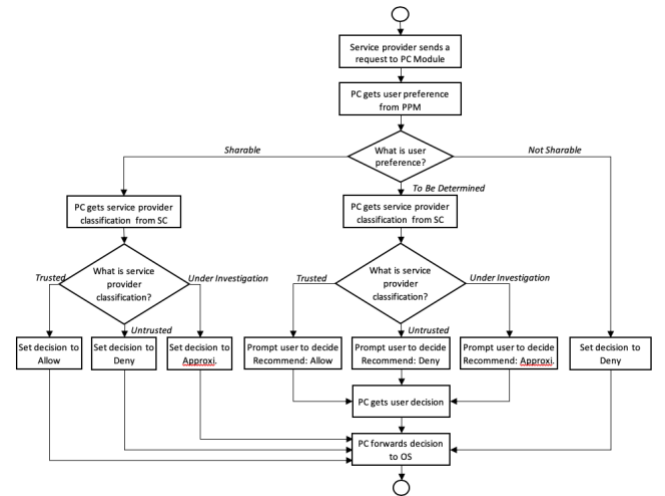 Service provider sends a
request to PC Module
PC gets user preference
from PPM
What is user
preference?
Sharable
Not Sharable
To Be Determined
PC gets service provider
classification from SC
PC gets service provider
classification from SC
What is service
provider
classification?
Trusted
Under Investigation
Untrusted
What is service
provider
classification?
Trusted
Under Investigation
Untrusted
Set decision to
Allow
Set decision to
Deny
Set decision to
Approxi.
Prompt user to decide
Recommend: Allow
Prompt user to decide
Recommend: Deny
Prompt user to decide
Recommend: Approxi.
Set decision to
Deny
PC gets user decision
PC forwards decision
to OS